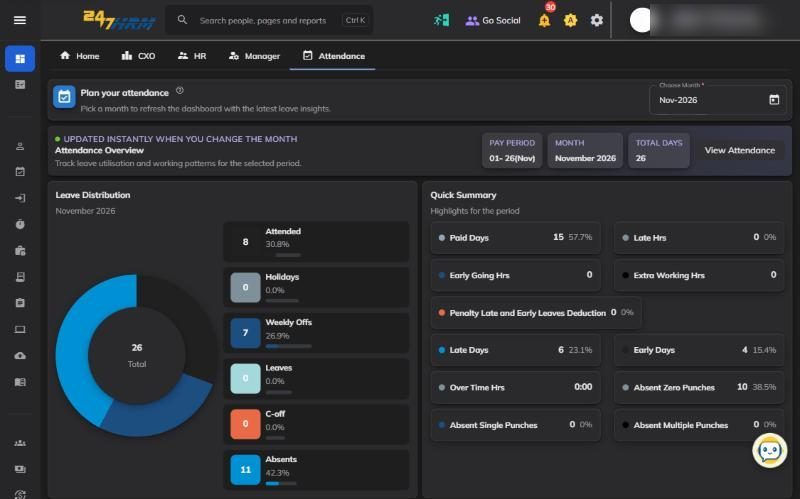 247HRM
Search people, pages and reports Ctrl K
Go Social
30
A
Home CXO HR Manager Attendance
Plan your attendance ?
Pick a month to refresh the dashboard with the latest leave insights.
Choose Month *
Nov-2026
UPDATED INSTANTLY WHEN YOU CHANGE THE MONTH
Attendance Overview
Track leave utilisation and working patterns for the selected period.
PAY PERIOD
01- 26(Nov)
MONTH
November 2026
TOTAL DAYS
26
View Attendance
Leave Distribution
November 2026
26
Total
8 Attended
30.8%
0 Holidays
0.0%
7 Weekly Offs
26.9%
0 Leaves
0.0%
0 C-off
0.0%
11 Absents
42.3%
Quick Summary
Highlights for the period
Paid Days 15 57.7%
Late Hrs 0 0%
Early Going Hrs 0
Extra Working Hrs 0
Penalty Late and Early Leaves Deduction 0 0%
Late Days 6 23.1%
Early Days 4 15.4%
Over Time Hrs 0:00
Absent Zero Punches 10 38.5%
Absent Single Punches 0 0%
Absent Multiple Punches 0 0%